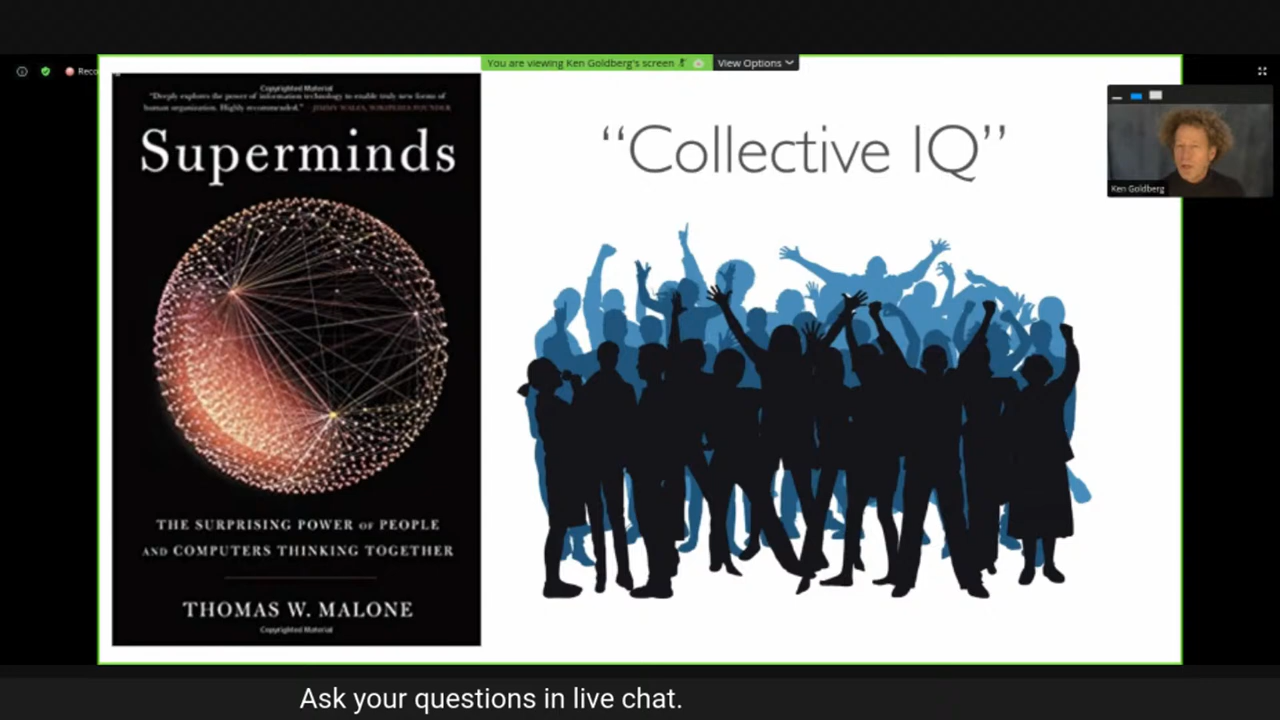 You are viewing Ken Goldberg's screen
View Options
Reco
Copyrighted Material
"Deeply explores the power of information technology to enable truly new forms of
human organization. Highly recommended." - JIMMY WALES, WIKIPEDIA FOUNDER
Superminds
THE SURPRISING POWER OF PEOPLE
AND COMPUTERS THINKING TOGETHER
THOMAS W. MALONE
Copyrighted Material
“Collective IQ”
Ken Goldberg
Ask your questions in live chat.